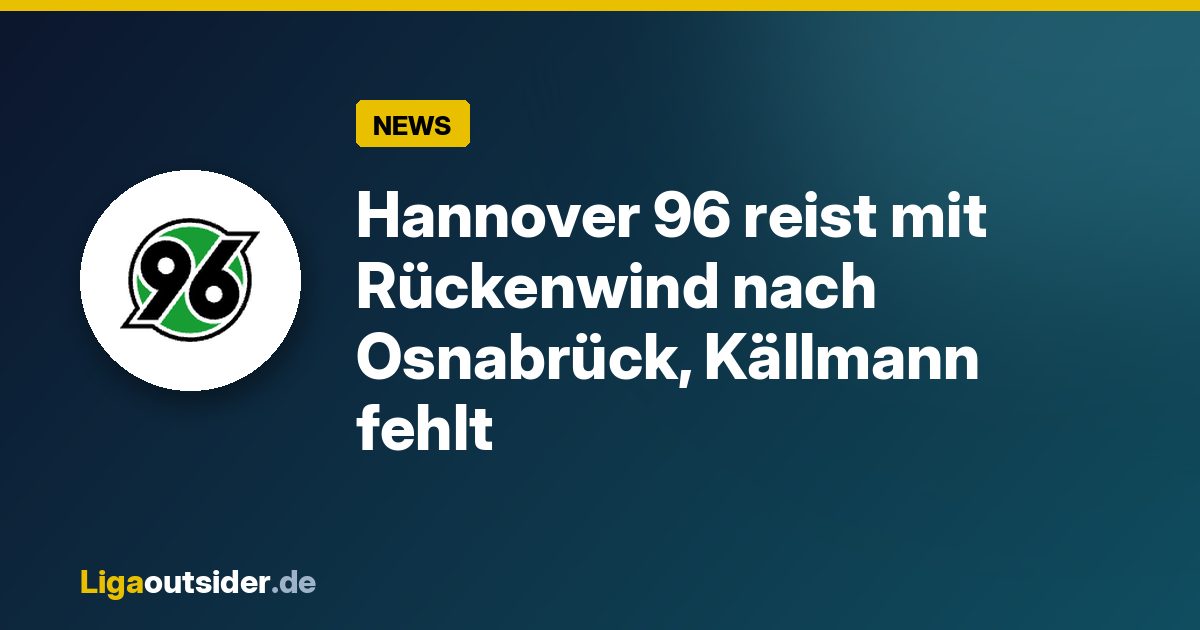 NEWS
96
Hannover 96 reist mit
Rückenwind nach
Osnabrück, Källmann
fehlt
Ligaoutsider.de